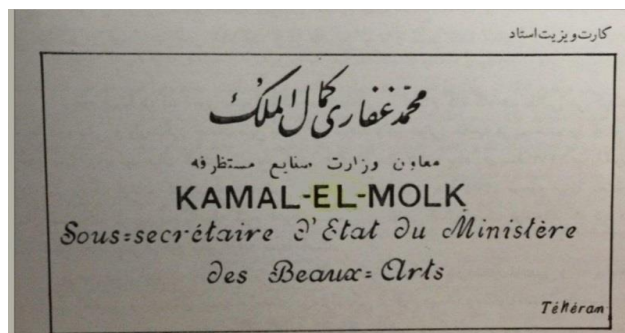 کارت ویزیت استاد
محمّد غفاری کمال الملک
معاون وزارت صنایع مستظرفه
KAMAL-EL-MOLK
Sous=secrétaire d'Etat du Ministère
des Beaux=Arts
Téhéran